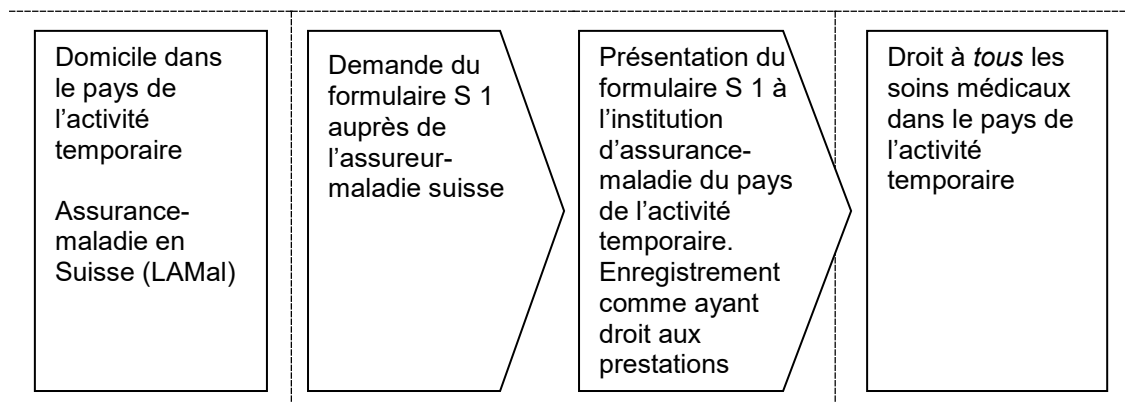 Domicile dans
le pays de
l’activité
temporaire
Assurance-
maladie en
Suisse (LAMal)
Demande du
formulaire S 1
auprès de
l’assureur-
maladie suisse
Présentation du
formulaire S 1 à
l’institution
d’assurance-
maladie du pays
de l’activité
temporaire.
Enregistrement
comme ayant
droit aux
prestations
Droit à tous les
soins médicaux
dans le pays de
l’activité
temporaire